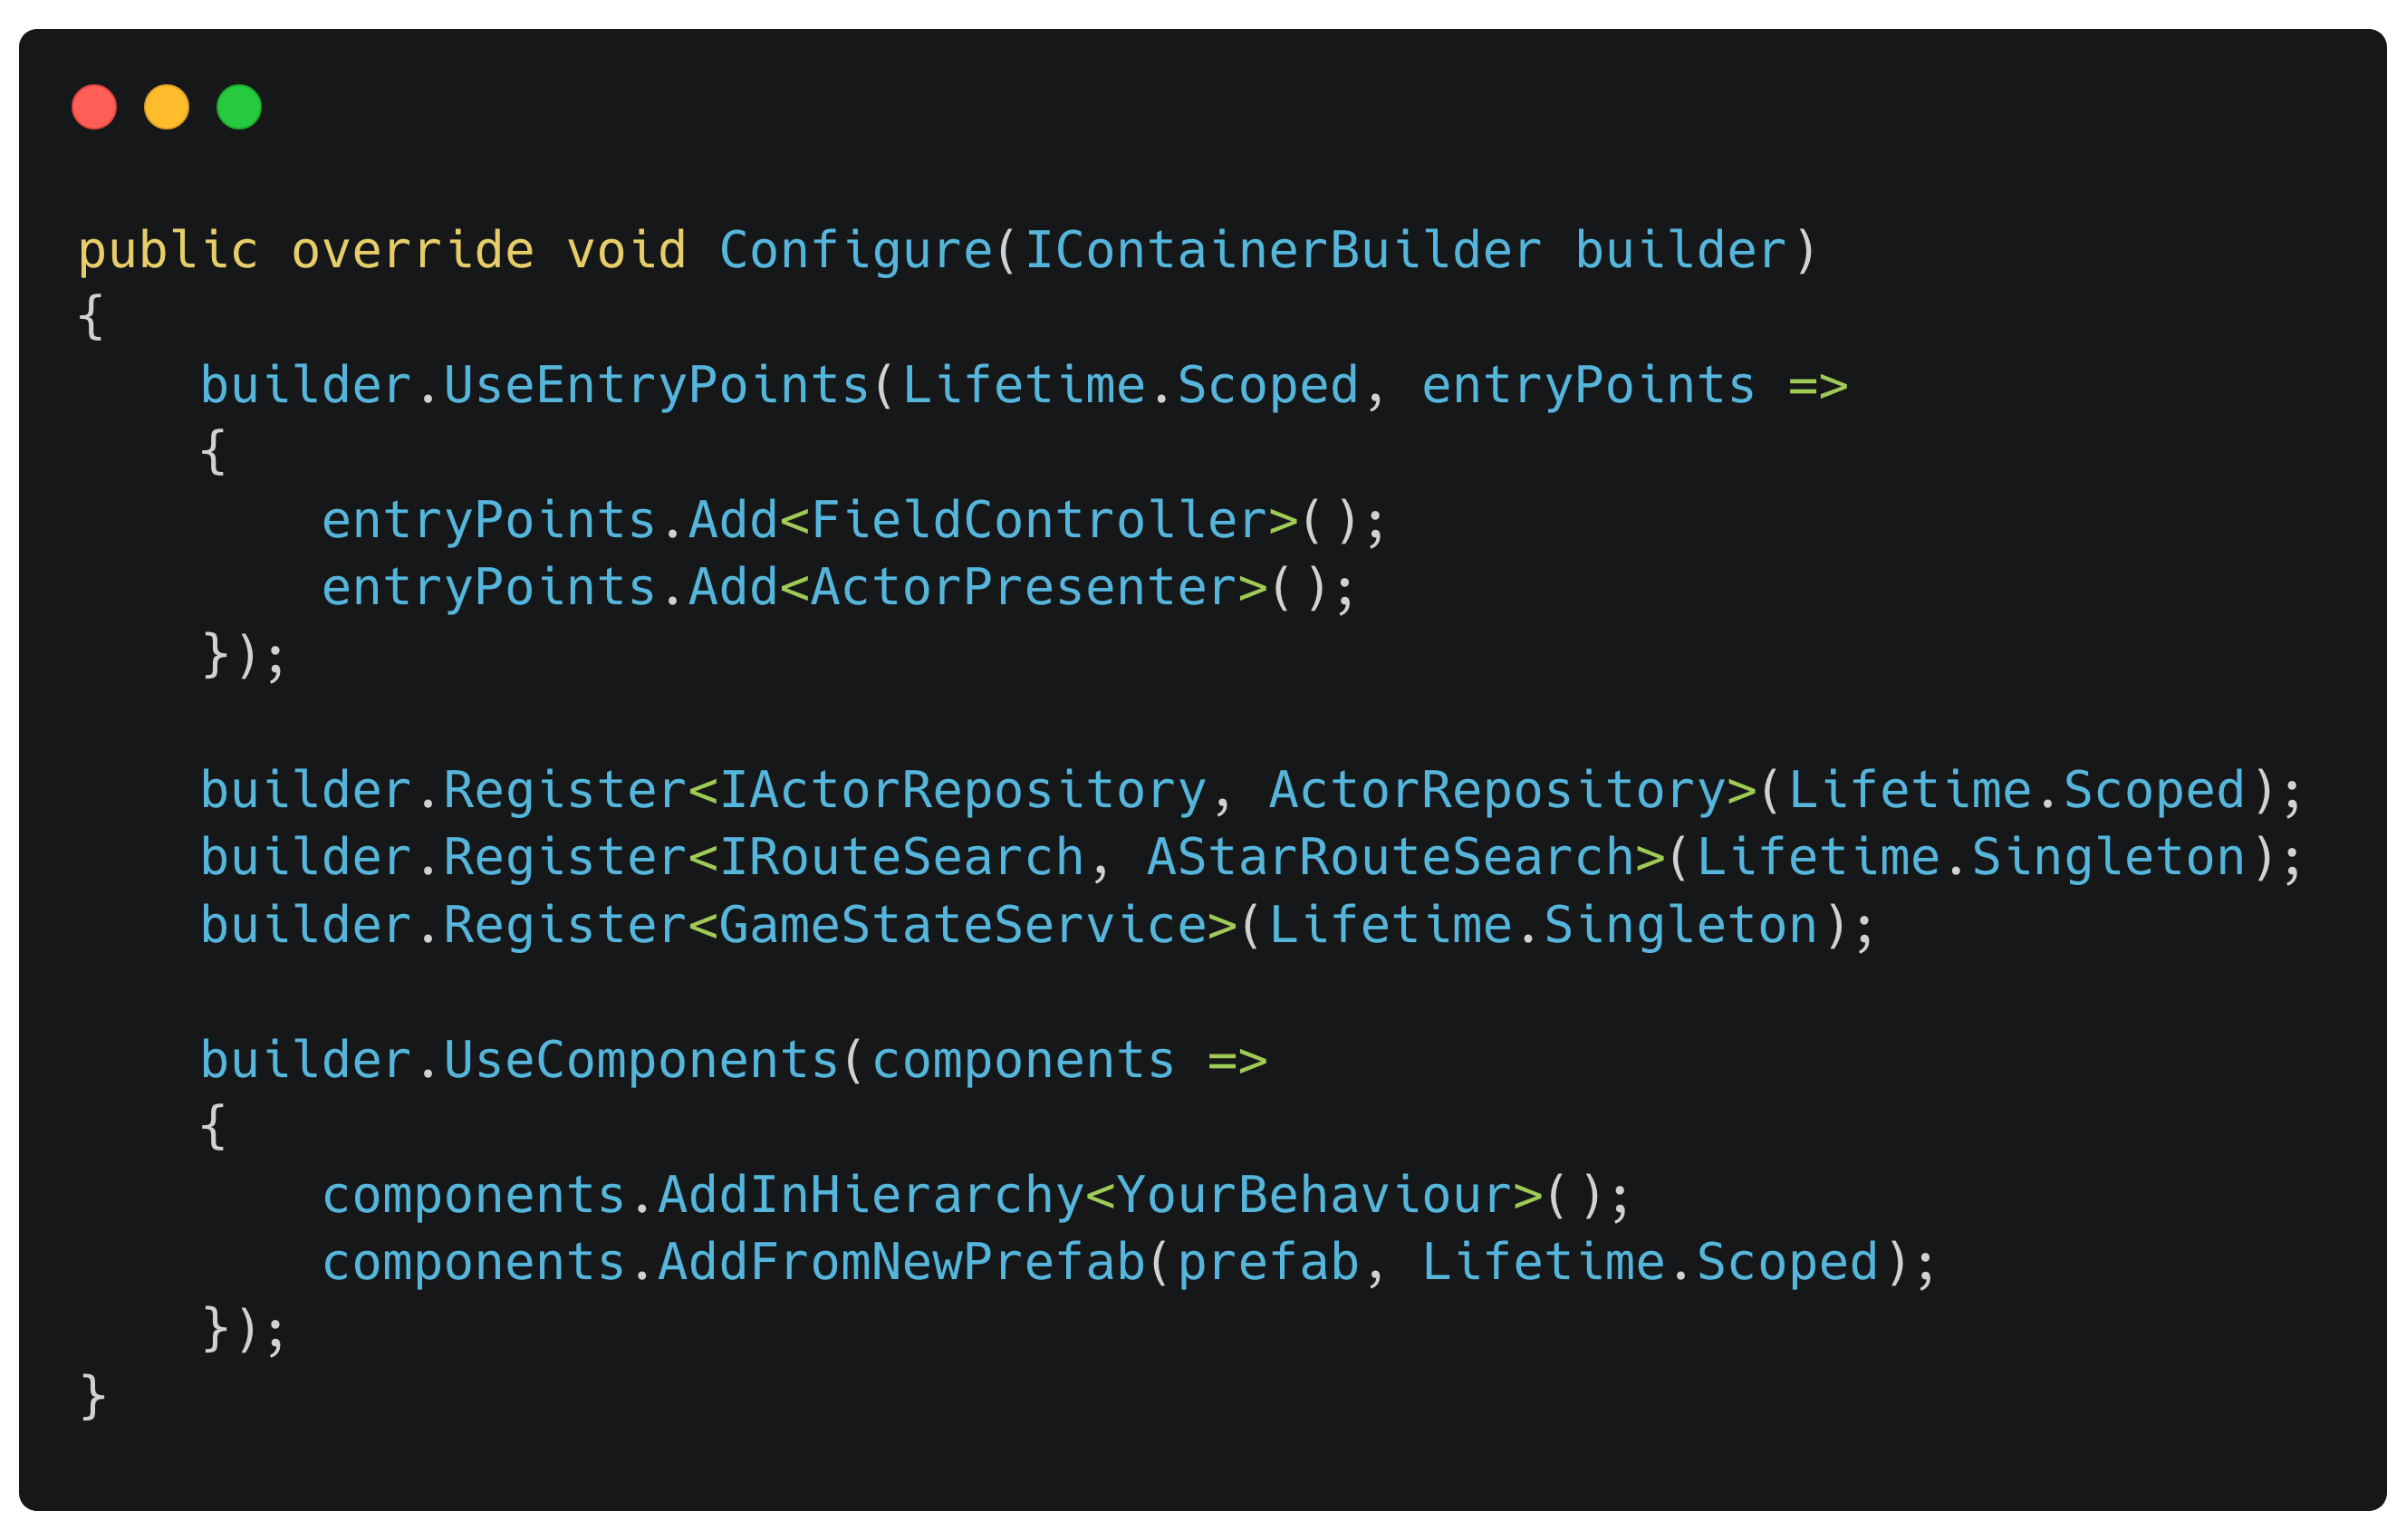 public override void Configure(IContainerBuilder builder)
{
    builder.UseEntryPoints(Lifetime.Scoped, entryPoints =>
    {
        entryPoints.Add<FieldController>();
        entryPoints.Add<ActorPresenter>();
    });

    builder.Register<IActorRepository, ActorRepository>(Lifetime.Scoped);
    builder.Register<IRouteSearch, AStarRouteSearch>(Lifetime.Singleton);
    builder.Register<GameStateService>(Lifetime.Singleton);

    builder.UseComponents(components =>
    {
        components.AddInHierarchy<YourBehaviour>();
        components.AddFromNewPrefab(prefab, Lifetime.Scoped);
    });
}